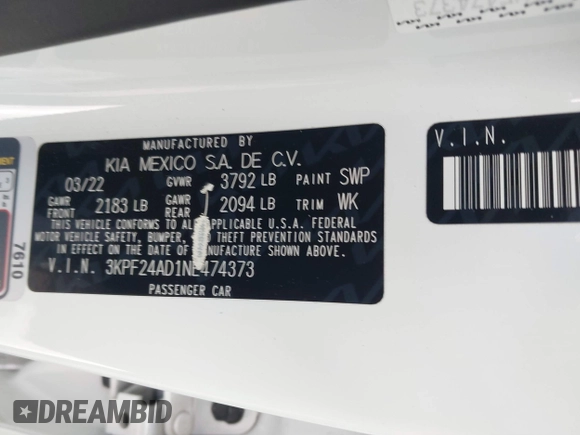 MANUFACTURED BY
KIA MEXICO S.A. DE C.V.
03/22 GVWR 3792 LB PAINT SWP
GAWR FRONT 2183 LB GAWR REAR 2094 LB TRIM WK
THIS VEHICLE CONFORMS TO ALL APPLICABLE U.S.A. FEDERAL
MOTOR VEHICLE SAFETY, BUMPER, AND THEFT PREVENTION STANDARDS
IN EFFECT ON THE DATE OF MANUFACTURE SHOWN ABOVE.
V.I.N. 3KPF24AD1NE474373
PASSENGER CAR
V.I.N.
7610
DREAMBID